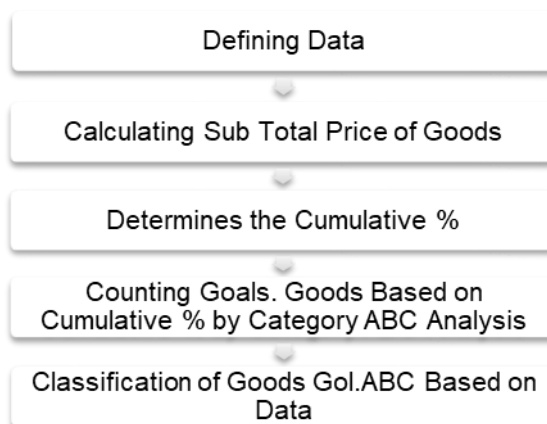 Defining Data
Calculating Sub Total Price of Goods
Determines the Cumulative %
Counting Goals. Goods Based on
Cumulative % by Category ABC Analysis
Classification of Goods Gol.ABC Based on
Data